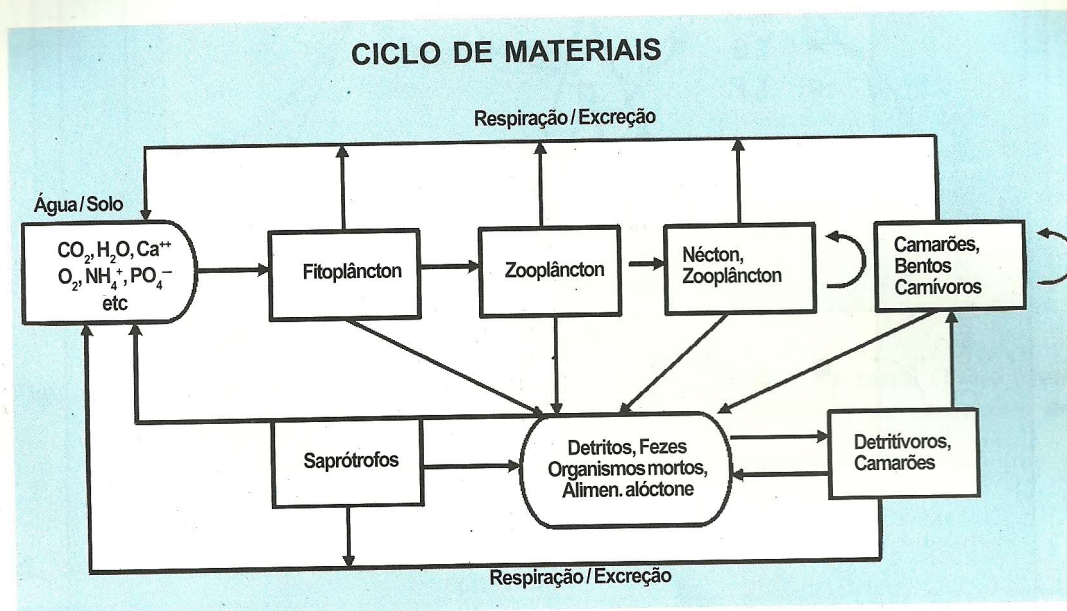 CICLO DE MATERIAIS
Respiração / Excreção
Água / Solo
CO₂, H₂O, Ca⁺⁺
O₂, NH₄⁺, PO₄⁻
etc
Fitoplâncton
Zooplâncton
Nécton,
Zooplâncton
Camarões,
Bentos
Carnívoros
Saprótrofos
Detritos, Fezes
Organismos mortos,
Alimen. alóctone
Detritívoros,
Camarões
Respiração / Excreção